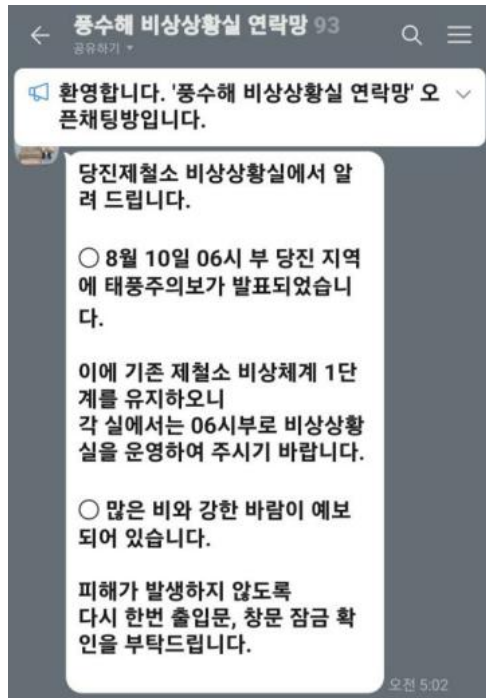 풍수해 비상상황실 연락망 93
공유하기
환영합니다. '풍수해 비상상황실 연락망' 오
픈채팅방입니다.
당진제철소 비상상황실에서 알
려 드립니다.
○ 8월 10일 06시 부 당진 지역
에 태풍주의보가 발표되었습니
다.
이에 기존 제철소 비상체계 1단
계를 유지하오니
각 실에서는 06시부로 비상상황
실을 운영하여 주시기 바랍니다.
○ 많은 비와 강한 바람이 예보
되어 있습니다.
피해가 발생하지 않도록
다시 한번 출입문, 창문 잠금 확
인을 부탁드립니다.
오전 5:02